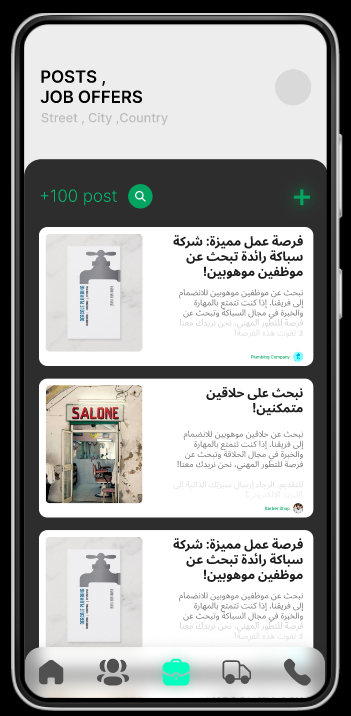 POSTS ,
JOB OFFERS
Street , City ,Country
+100 post
فرصة عمل مميزة: شركة
سباكة رائدة تبحث عن
موظفين موهوبين!
نبحث عن موظفين موهوبين للانضمام
إلى فريقنا. إذا كنت تتمتع بالمهارة
والخبرة في مجال السباكة وتبحث عن
فرصة للتطور المهني، نحن نريدك معنا
لا تفوت هذه الفرصة!
Plumbing Company
نبحث على حلاقين
متمكنين!
SALONE
نبحث عن حلاقين موهوبين للانضمام
إلى فريقنا. إذا كنت تتمتع بالمهارة
والخبرة في مجال الحلاقة وتبحث عن
فرصة للتطور المهني، نحن نريدك معنا!
للتقديم، الرجاء إرسال سيرتك الذاتية إلى
[البريد الإلكتروني]
Barber Shop
فرصة عمل مميزة: شركة
سباكة رائدة تبحث عن
موظفين موهوبين!
نبحث عن موظفين موهوبين للانضمام
إلى فريقنا. إذا كنت تتمتع بالمهارة
والخبرة في مجال السباكة وتبحث عن
فرصة للتطور المهني، نحن نريدك معنا